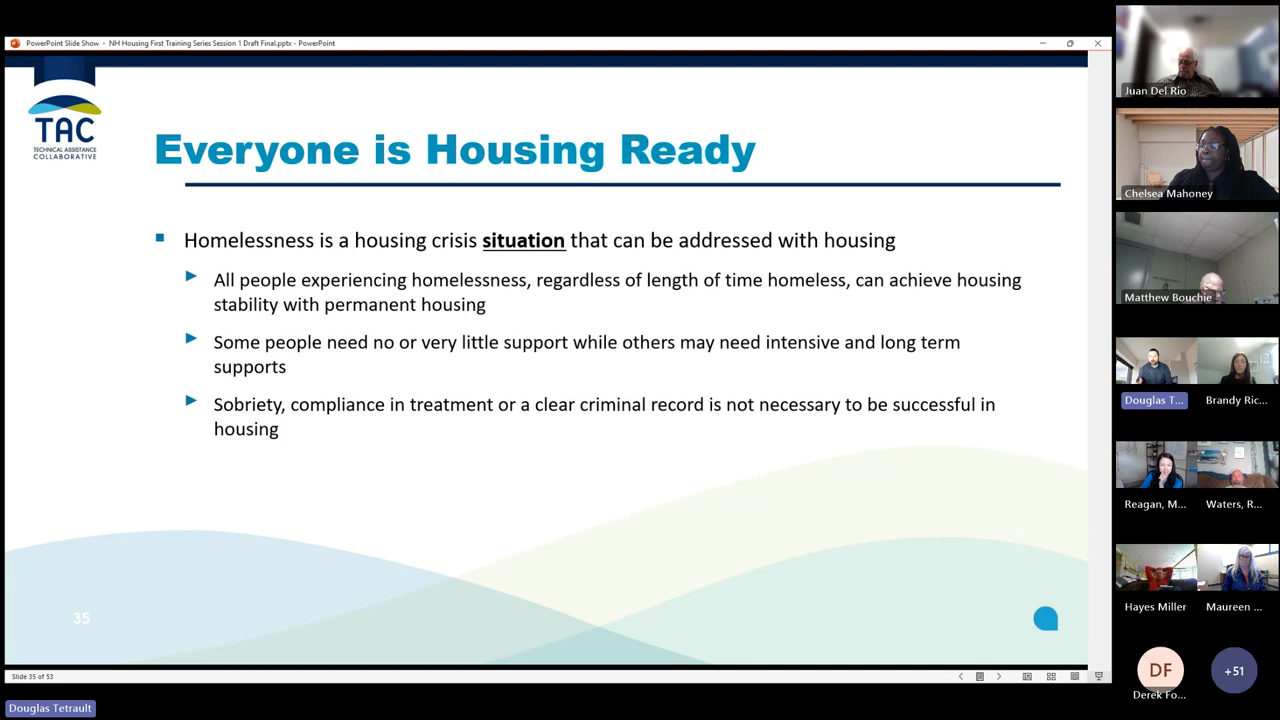 PowerPoint Slide Show - NH Housing First Training Series Session 1 Draft Final.pptx - PowerPoint
TAC
TECHNICAL ASSISTANCE
COLLABORATIVE
Everyone is Housing Ready
Homelessness is a housing crisis situation that can be addressed with housing
All people experiencing homelessness, regardless of length of time homeless, can achieve housing
stability with permanent housing
Some people need no or very little support while others may need intensive and long term
supports
Sobriety, compliance in treatment or a clear criminal record is not necessary to be successful in
housing
35
Slide 35 of 53
Douglas Tetrault
Juan Del Rio
Chelsea Mahoney
Matthew Bouchie
Douglas T...
Brandy Ric...
Reagan, M...
Waters, R...
Hayes Miller
Maureen ...
DF
Derek Fo...
+51